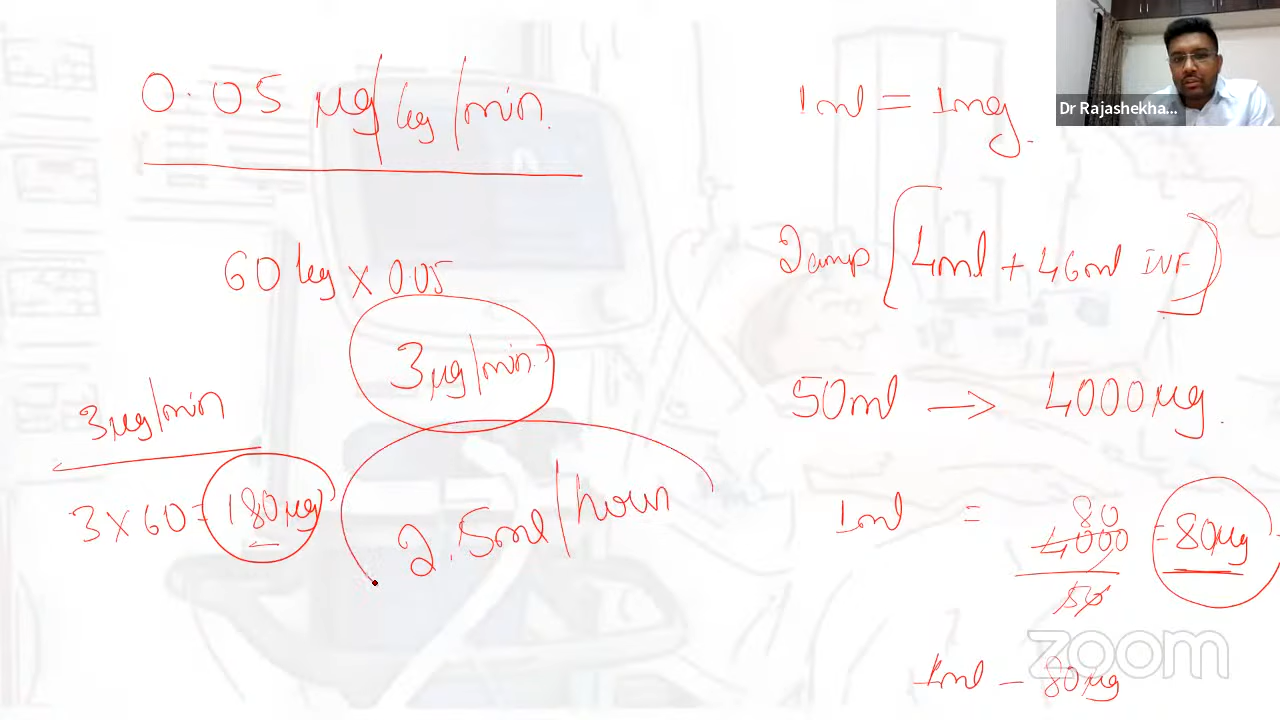 0.05 µg/kg/min.
60 kg x 0.05
3µg/min.
3µg/min
3 x 60 = 180µg
2.5ml/hour
1ml = 1mg.
2amp [4ml + 46ml IVF]
50ml → 4000µg.
1ml = 80
4000 = 80µg
50
1ml - 80µg
Dr Rajashekha...
zoom